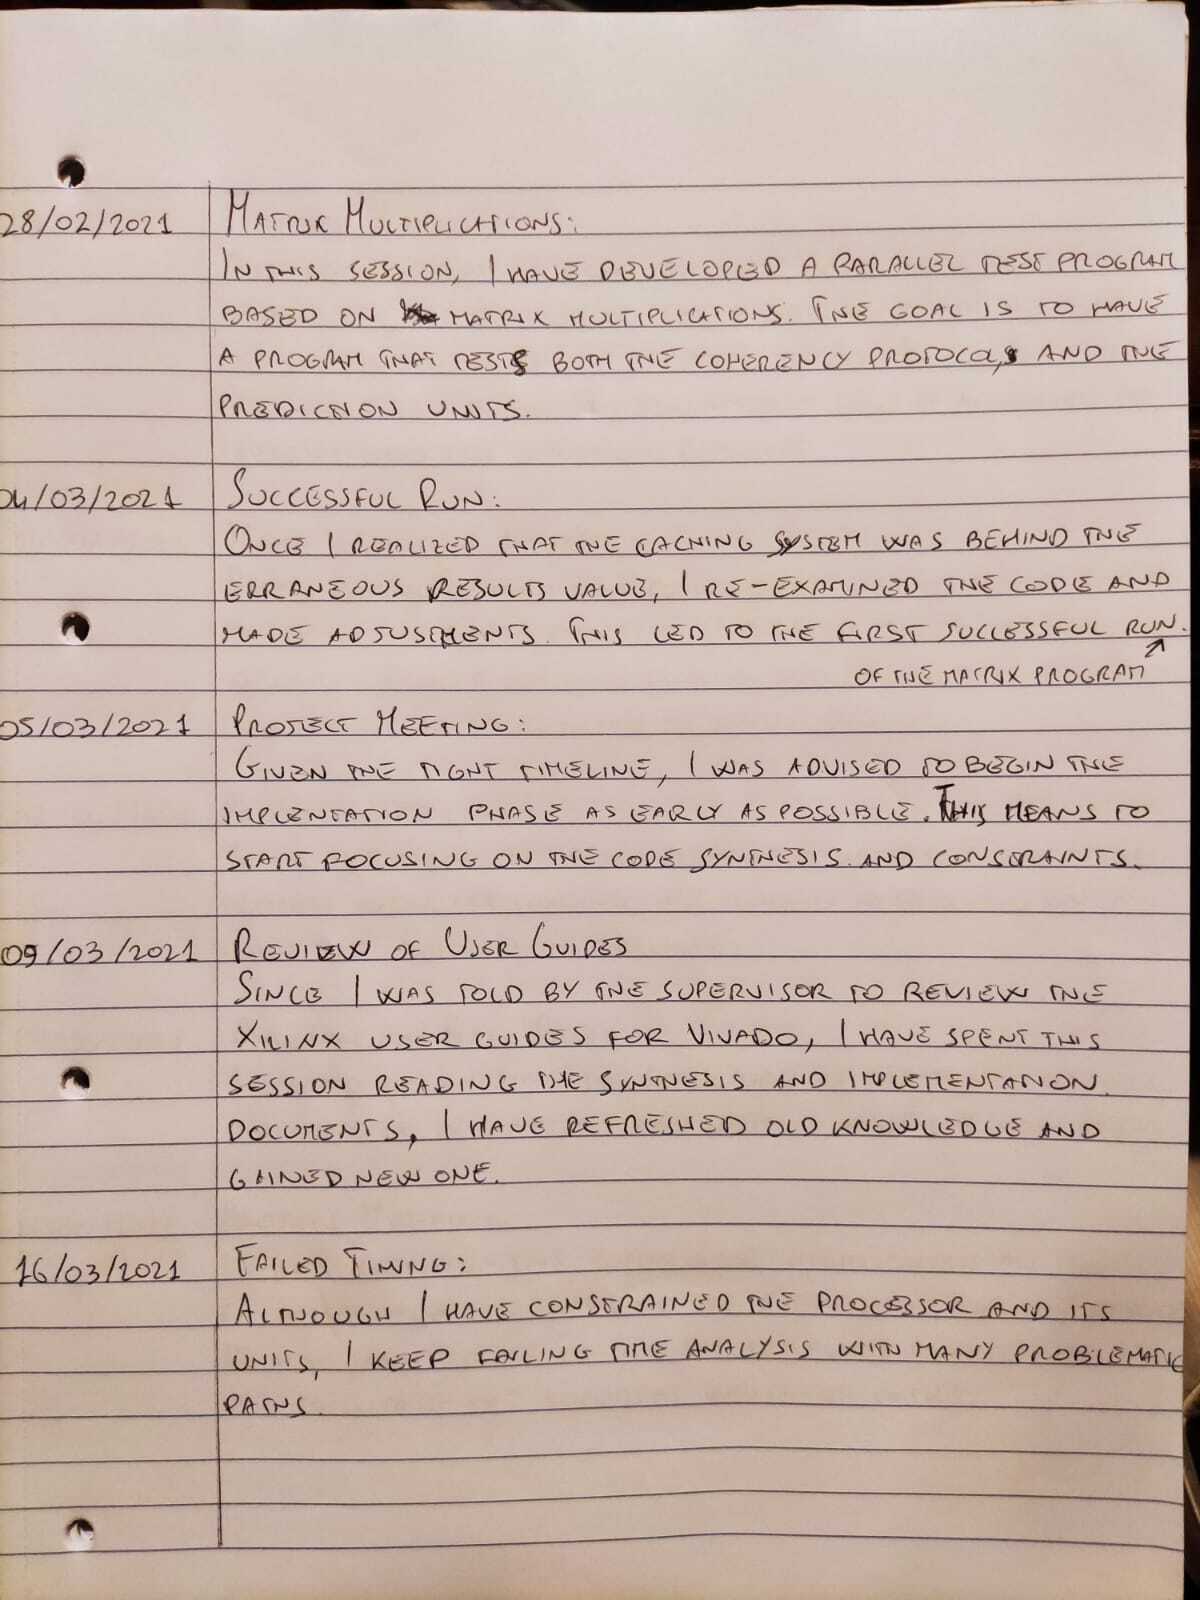 28/02/2021 MATRIX MULTIPLICATIONS:
IN THIS SESSION, I HAVE DEVELOPED A PARALLEL TEST PROGRAM
BASED ON MATRIX MULTIPLICATIONS. THE GOAL IS TO HAVE
A PROGRAM THAT TESTS BOTH THE COHERENCY PROTOCOLS AND THE
PREDICTION UNITS.
04/03/2021 SUCCESSFUL RUN:
ONCE I REALIZED THAT THE CACHING SYSTEM WAS BEHIND THE
ERRANEOUS RESULTS VALUE, I RE-EXAMINED THE CODE AND
MADE ADJUSTMENTS. THIS LED TO THE FIRST SUCCESSFUL RUN.
OF THE MATRIX PROGRAM
05/03/2021 PROJECT MEETING:
GIVEN THE TIGHT TIMELINE, I WAS ADVISED TO BEGIN THE
IMPLENTATION PHASE AS EARLY AS POSSIBLE. THIS MEANS TO
START FOCUSING ON THE CODE SYNTHESIS AND CONSTRAINTS.
09/03/2021 REVIEW OF USER GUIDES
SINCE I WAS TOLD BY THE SUPERVISOR TO REVIEW THE
XILINX USER GUIDES FOR VIVADO, I HAVE SPENT THIS
SESSION READING THE SYNTHESIS AND IMPLEMENTATION
DOCUMENTS, I HAVE REFRESHED OLD KNOWLEDGE AND
GAINED NEW ONE.
16/03/2021 FAILED TIMING:
ALTHOUGH I HAVE CONSTRAINED THE PROCESSOR AND ITS
UNITS, I KEEP FAILING TIME ANALYSIS WITH MANY PROBLEMATIC
PATHS.